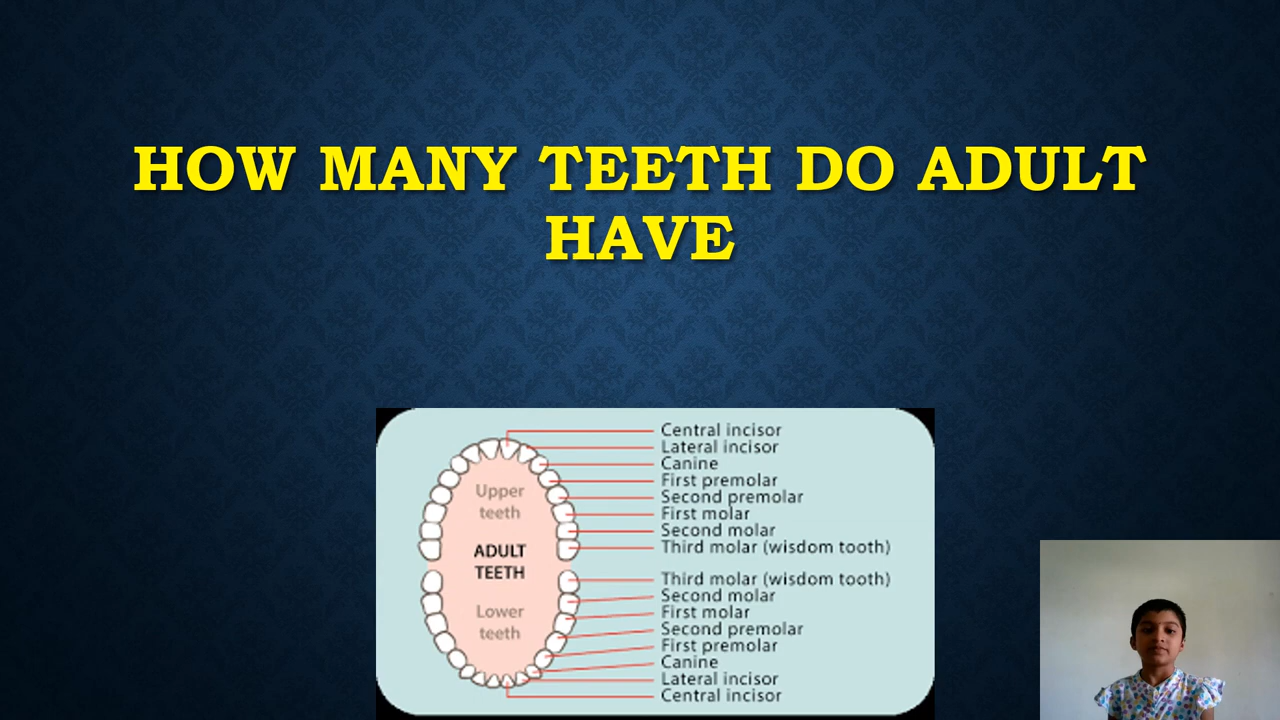 HOW MANY TEETH DO ADULT
HAVE
Central incisor
Lateral incisor
Canine
First premolar
Second premolar
First molar
Second molar
Third molar (wisdom tooth)
Upper
teeth
ADULT
TEETH
Lower
teeth
Third molar (wisdom tooth)
Second molar
First molar
Second premolar
First premolar
Canine
Lateral incisor
Central incisor